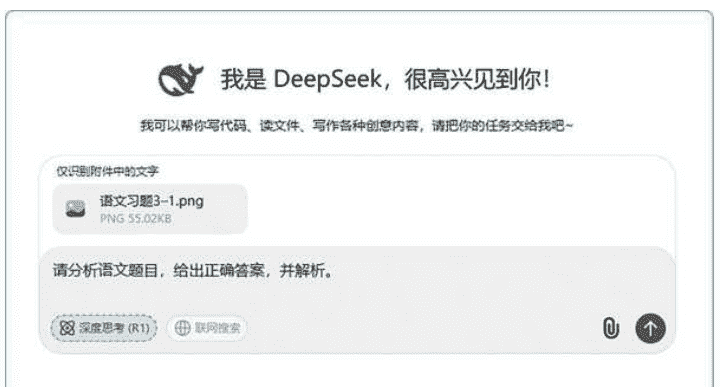 我是 DeepSeek，很高兴见到你！
我可以帮你写代码、读文件、写作各种创意内容，请把你的任务交给我吧~
仅识别附件中的文字
语文习题3-1.png
PNG 55.02KB
请分析语文题目，给出正确答案，并解析。
深度思考 (R1) 联网搜索